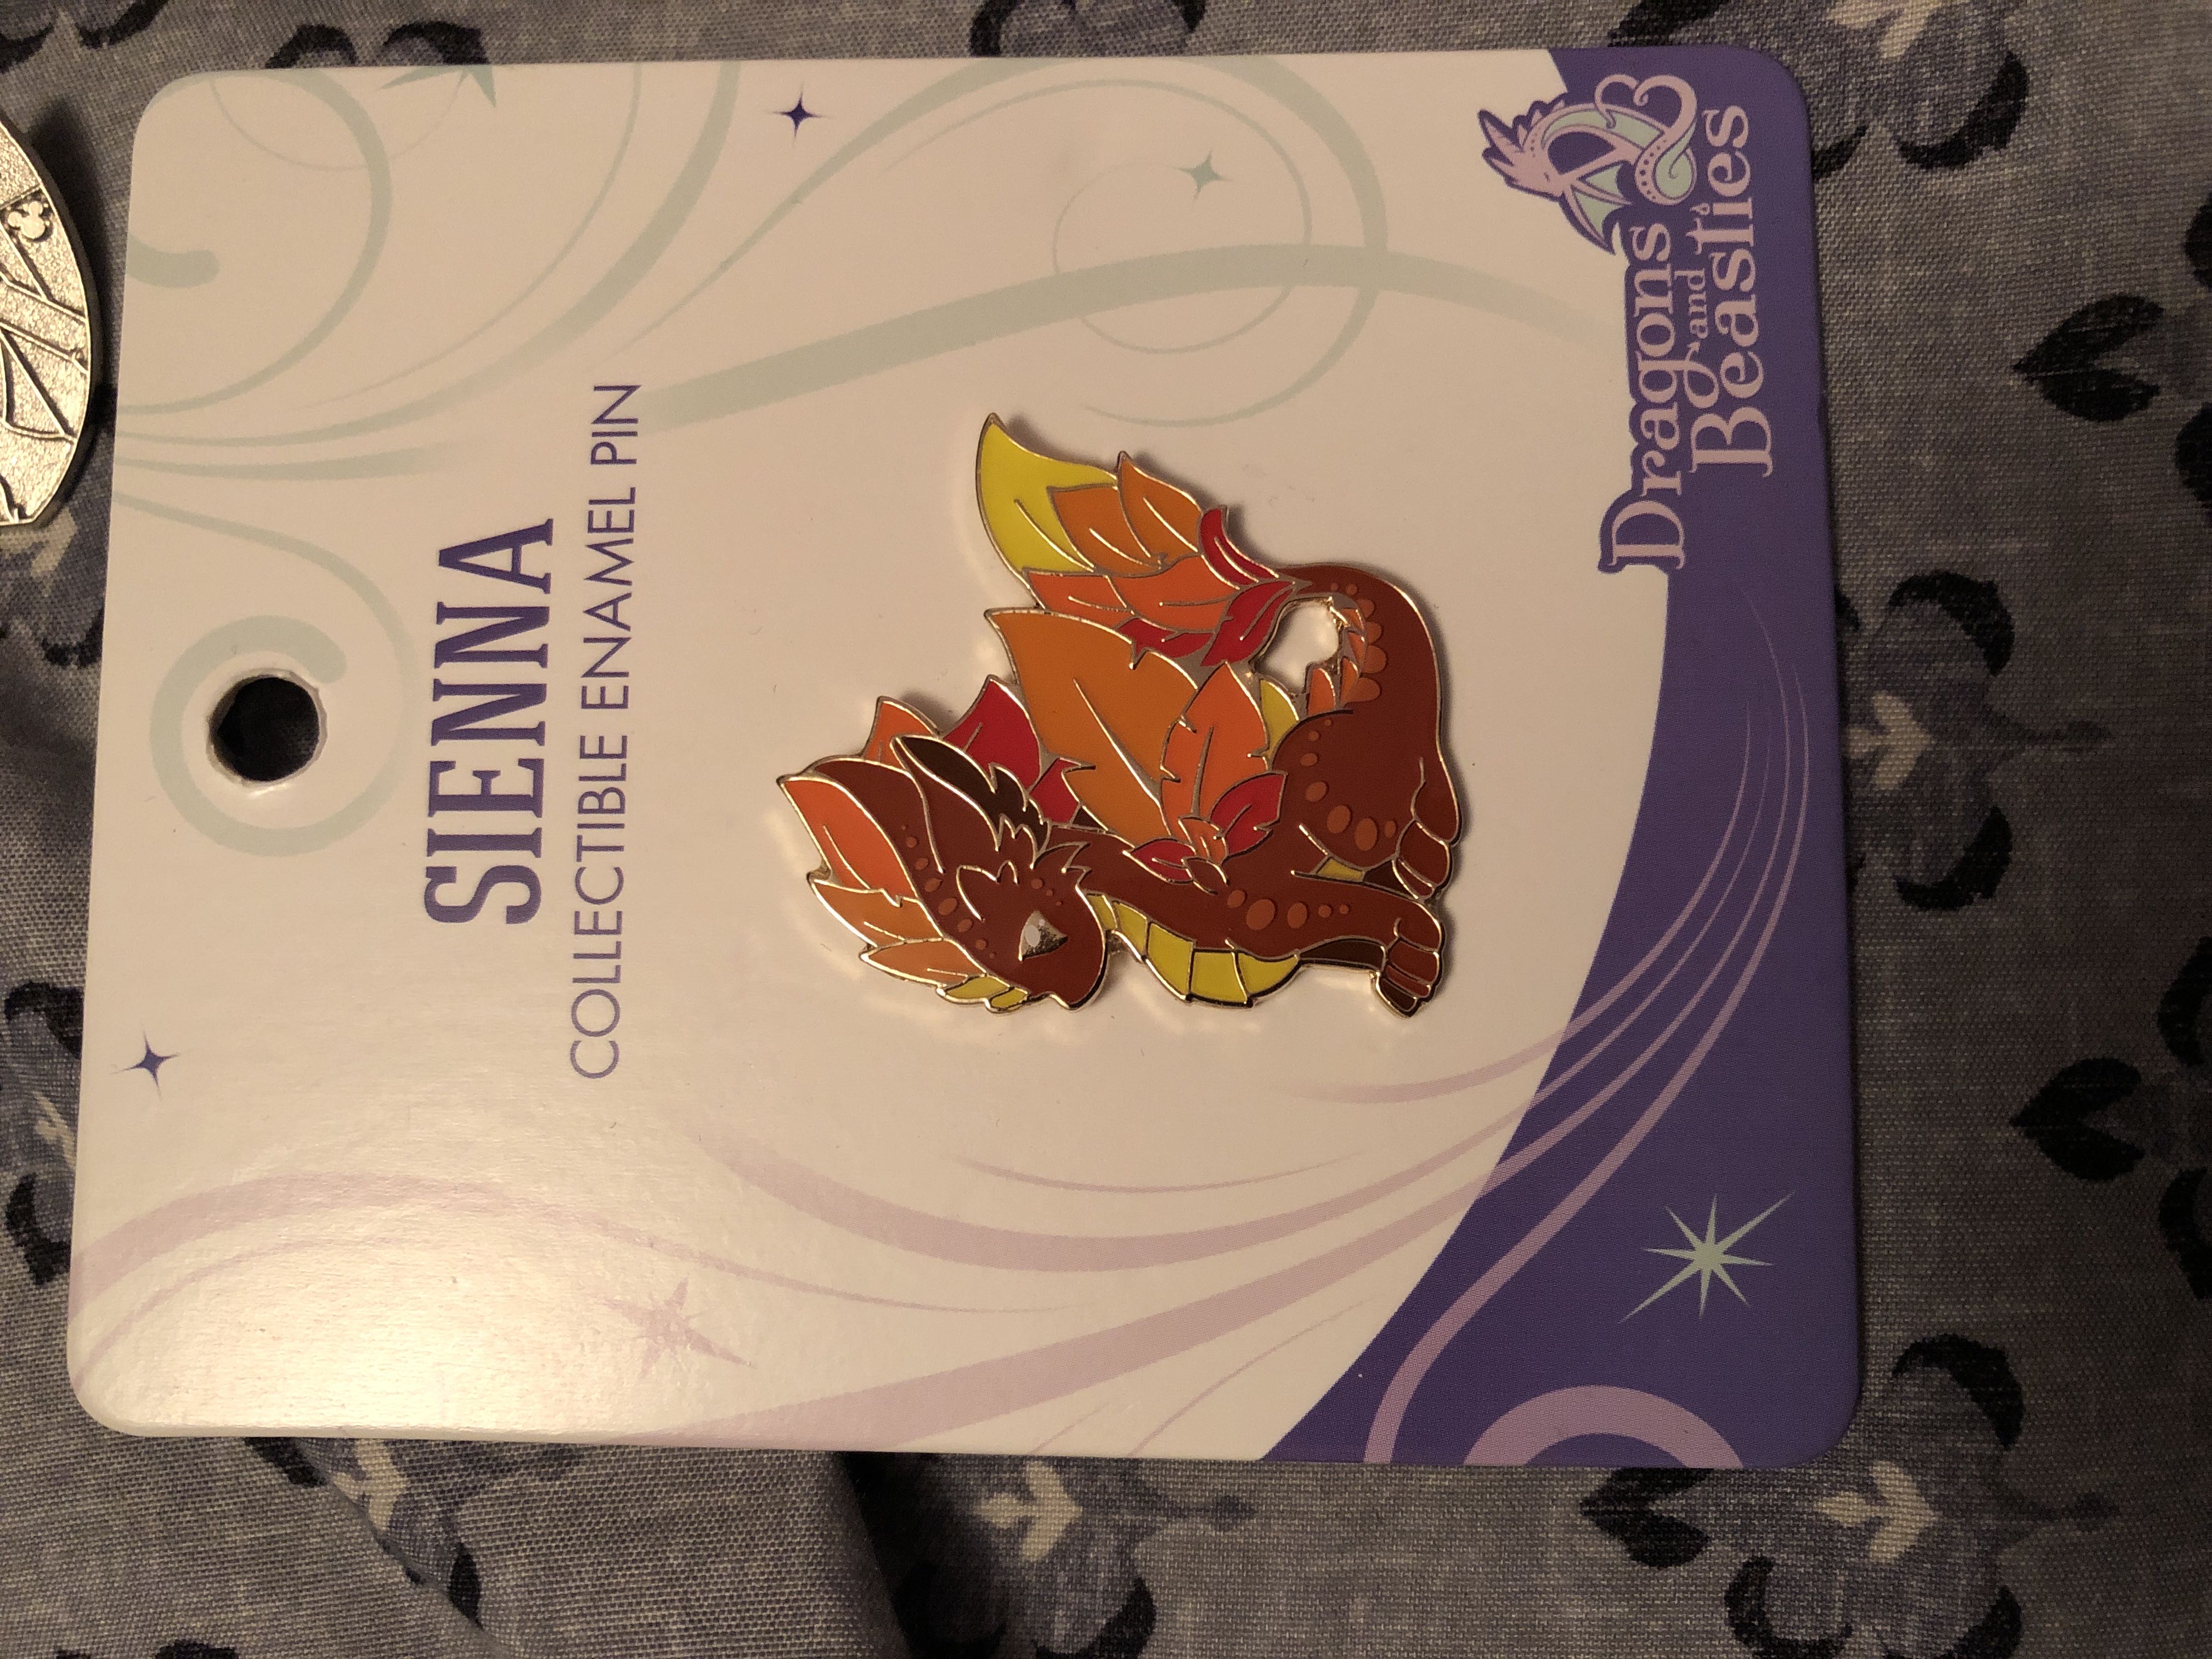 SIENNA
COLLECTIBLE ENAMEL PIN
Dragons
and
Beasties